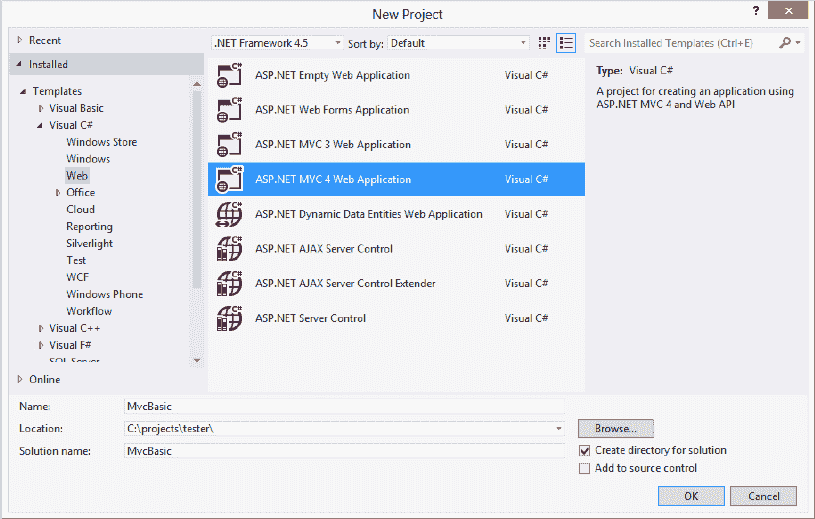 New Project
?
Recent
.NET Framework 4.5
Sort by:
Default
Search Installed Templates (Ctrl+E)
Installed
Templates
Visual Basic
Visual C#
Windows Store
Windows
Web
Office
Cloud
Reporting
Silverlight
Test
WCF
Windows Phone
Workflow
Visual C++
Visual F#
SQL Server
Online
C# ASP.NET Empty Web Application Visual C#
C# ASP.NET Web Forms Application Visual C#
C# ASP.NET MVC 3 Web Application Visual C#
C# ASP.NET MVC 4 Web Application Visual C#
C# ASP.NET Dynamic Data Entities Web Application Visual C#
C# ASP.NET AJAX Server Control Visual C#
C# ASP.NET AJAX Server Control Extender Visual C#
C# ASP.NET Server Control Visual C#
Type: Visual C#
A project for creating an application using
ASP.NET MVC 4 and Web API
Name: MvcBasic
Location: C:\projects\tester\
Browse...
Solution name: MvcBasic
Create directory for solution
Add to source control
OK
Cancel